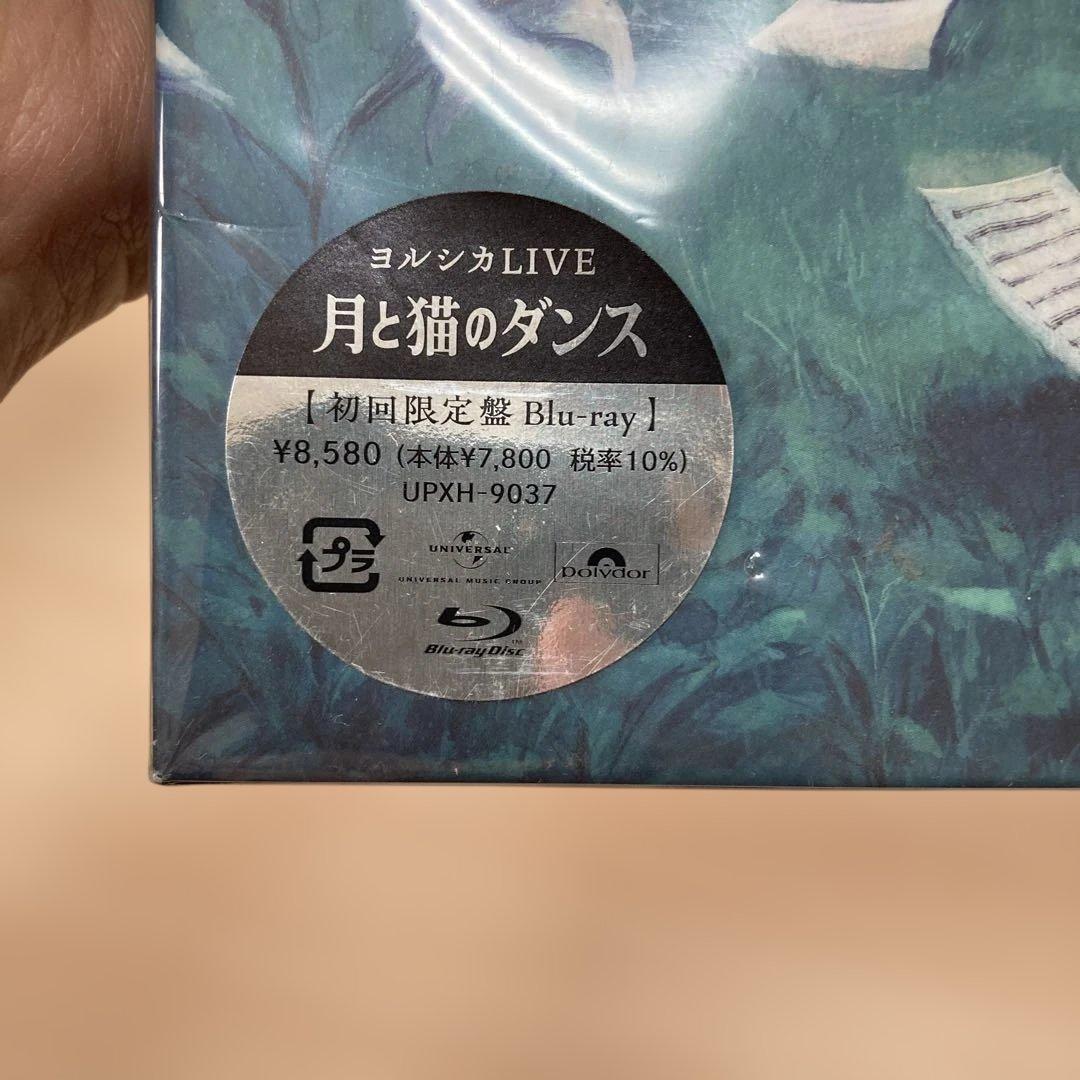 ヨルシカLIVE
月と猫のダンス
【初回限定盤 Blu-ray】
¥8,580 (本体¥7,800 税率10%)
UPXH-9037
プラ
UNIVERSAL
UNIVERSAL MUSIC GROUP
polydor
Blu-ray Disc
TM